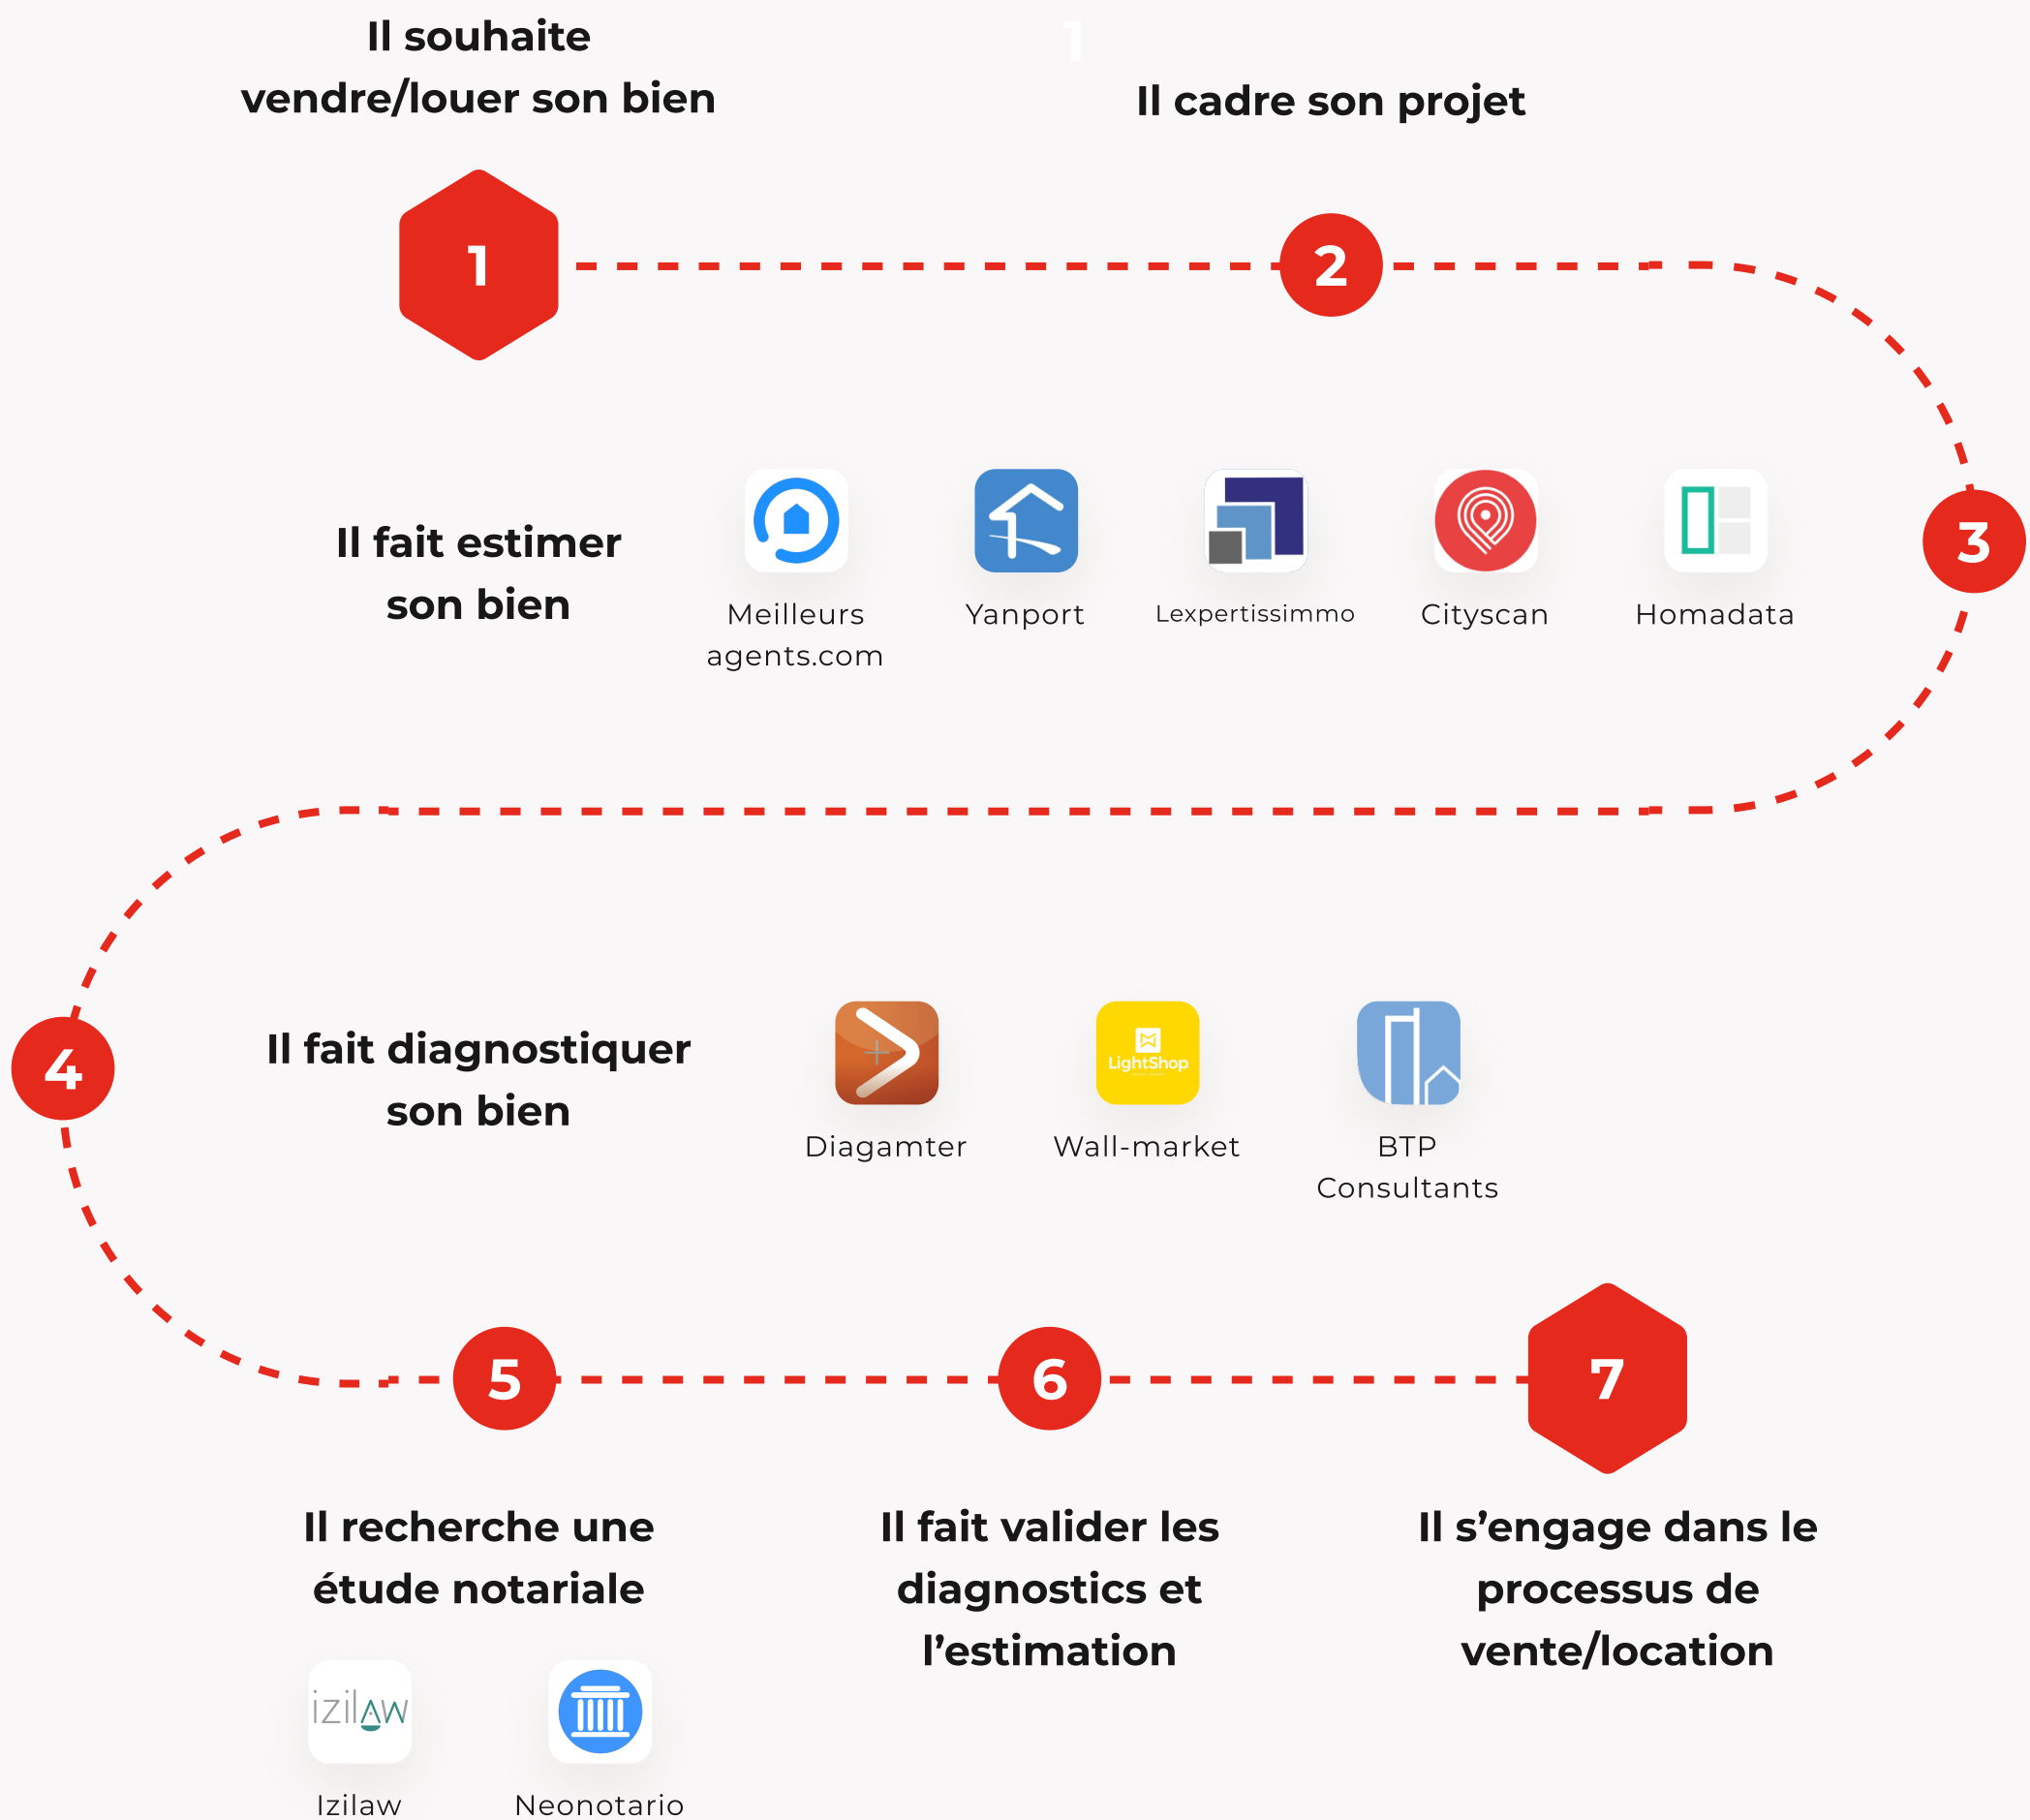 Il souhaite
vendre/louer son bien
1
Il cadre son projet
1
2
Il fait estimer
son bien
Meilleurs
agents.com
Yanport
Lexpertissimmo
Cityscan
Homadata
3
4
Il fait diagnostiquer
son bien
Diagamter
LightShop
Wall-market
BTP
Consultants
5
6
7
Il recherche une
étude notariale
Il fait valider les
diagnostics et
l’estimation
Il s’engage dans le
processus de
vente/location
izilaw
Izilaw
Neonotario